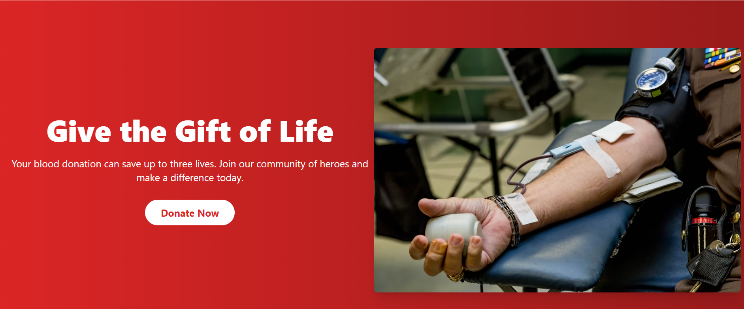 Give the Gift of Life
Your blood donation can save up to three lives. Join our community of heroes and
make a difference today.
Donate Now